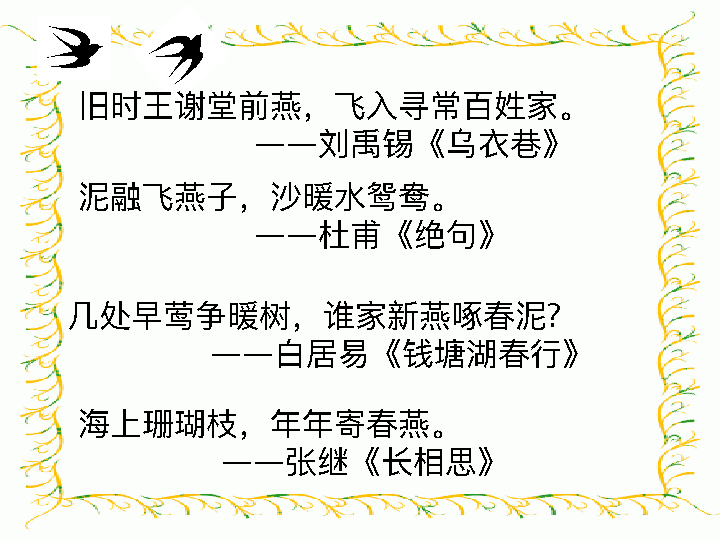 旧时王谢堂前燕，飞入寻常百姓家。
——刘禹锡《乌衣巷》
泥融飞燕子，沙暖水鸳鸯。
——杜甫《绝句》
几处早莺争暖树，谁家新燕啄春泥?
——白居易《钱塘湖春行》
海上珊瑚枝，年年寄春燕。
——张继《长相思》